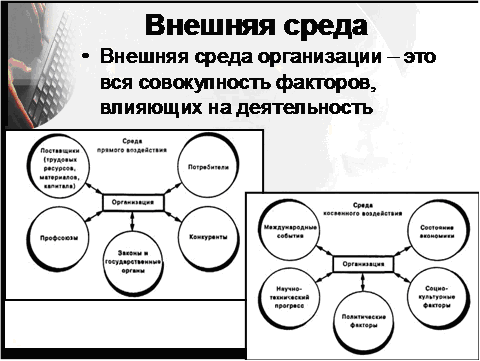 Внешняя среда
• Внешняя среда организации – это
вся совокупность факторов,
влияющих на деятельность
Среда
прямого воздействия
Поставщики
(трудовых
ресурсов,
материалов,
капитала)
Потребители
Организация
Профсоюзы
Конкуренты
Законы и
государственные
органы
Среда
косвенного воздействия
Международные
события
Состояние
экономики
Организация
Научно-
технический
прогресс
Социо-
культурные
факторы
Политические
факторы